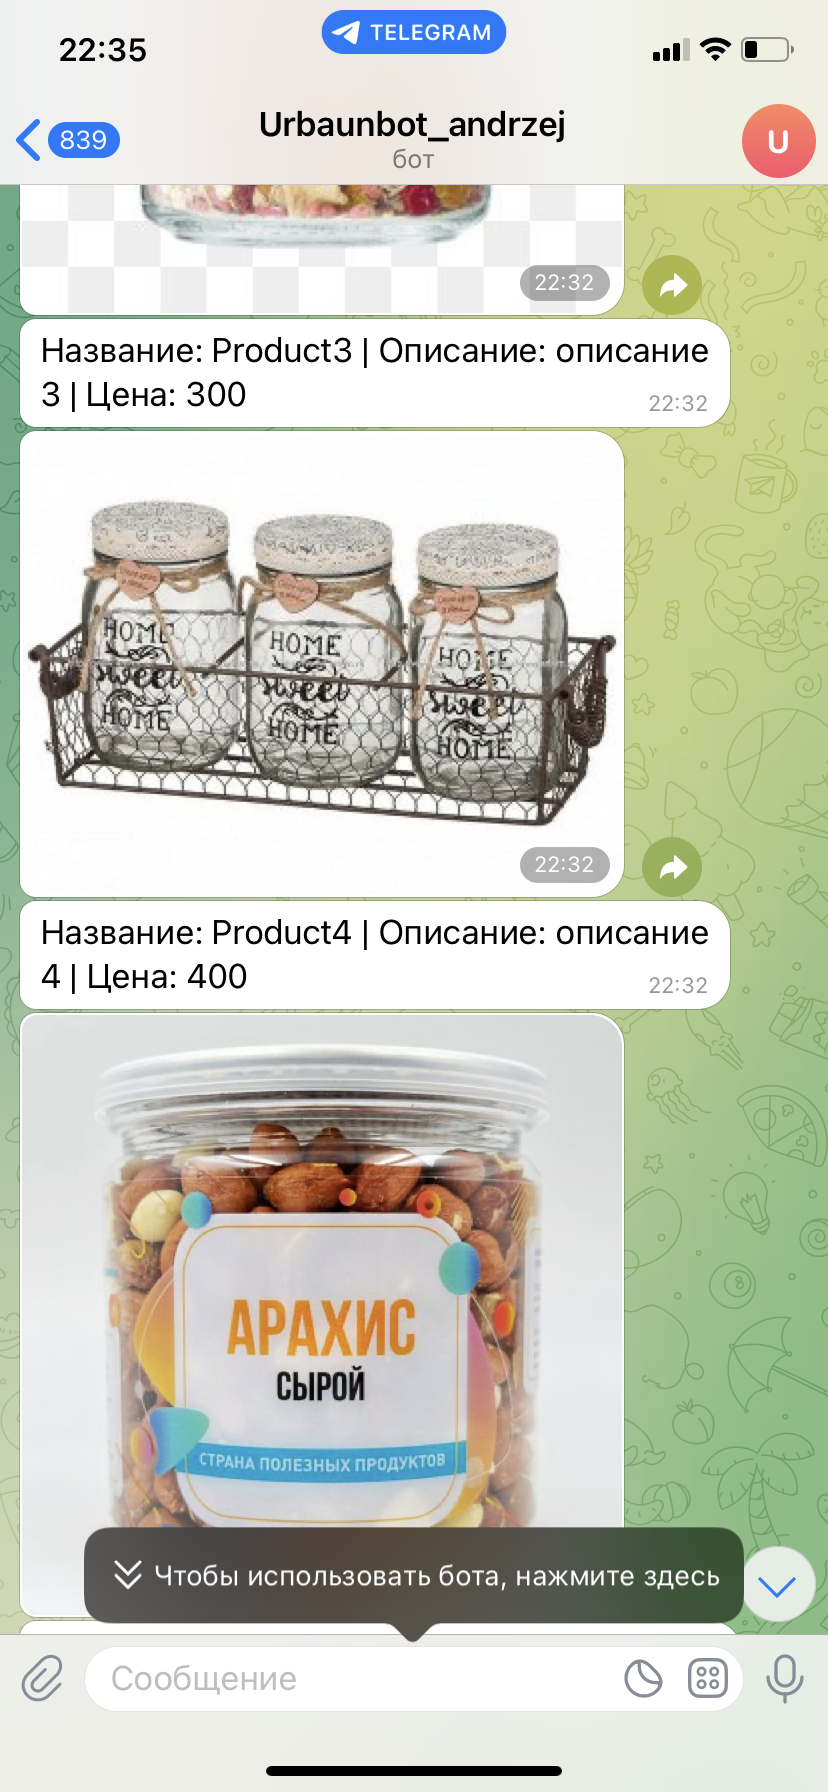 22:35
TELEGRAM
839
Urbaunbot_andrzej
бот
U
22:32
Название: Product3 | Описание: описание
3 | Цена: 300
22:32
HOME
sweet
HOME
HOME
sweet
HOME
HOME
sweet
HOME
22:32
Название: Product4 | Описание: описание
4 | Цена: 400
22:32
АРАХИС
СЫРОЙ
СТРАНА ПОЛЕЗНЫХ ПРОДУКТОВ
Чтобы использовать бота, нажмите здесь
Сообщение